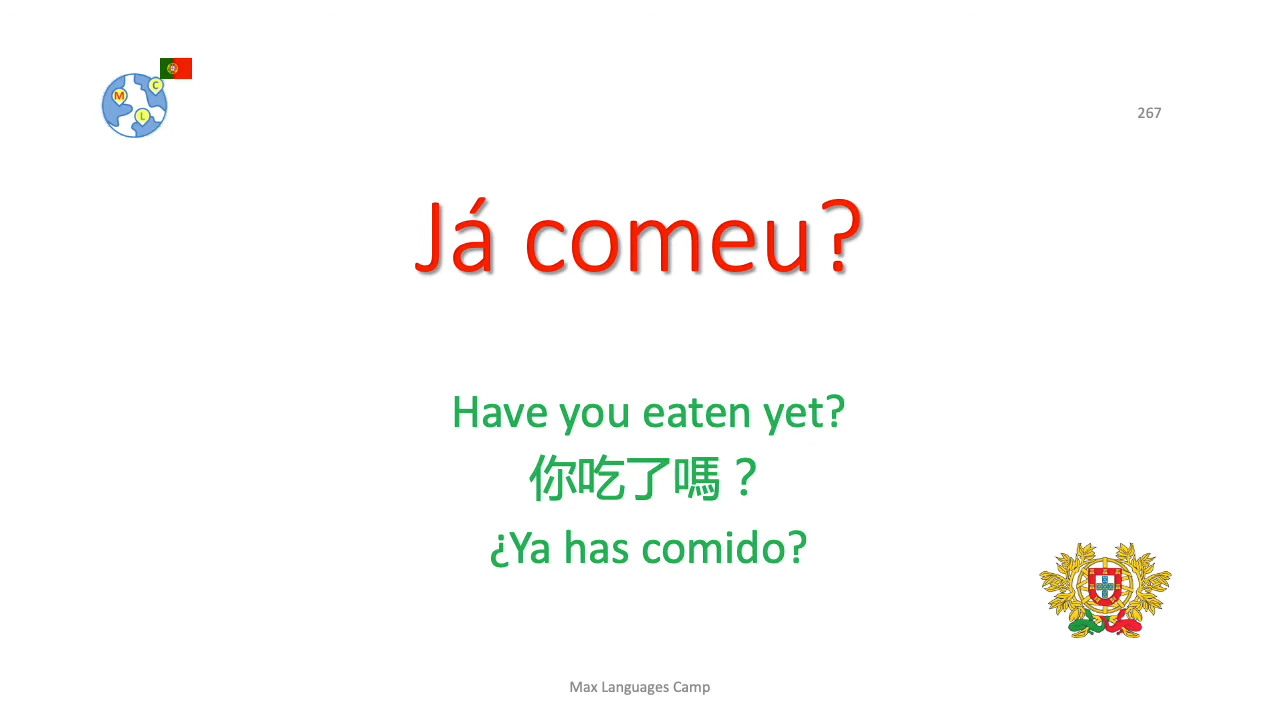 M
C
L
267
Já comeu?
Have you eaten yet?
你吃了嗎？
¿Ya has comido?
Max Languages Camp